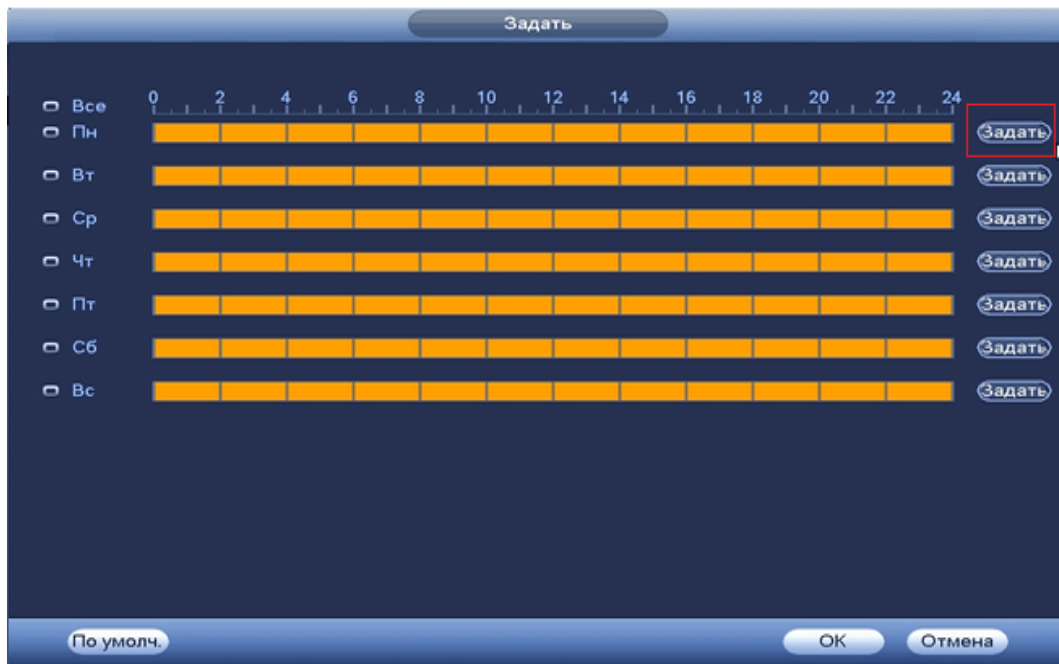 Задать
Все 0 2 4 6 8 10 12 14 16 18 20 22 24
Пн Задать
Вт Задать
Ср Задать
Чт Задать
Пт Задать
Сб Задать
Вс Задать
По умолч. OK Отмена